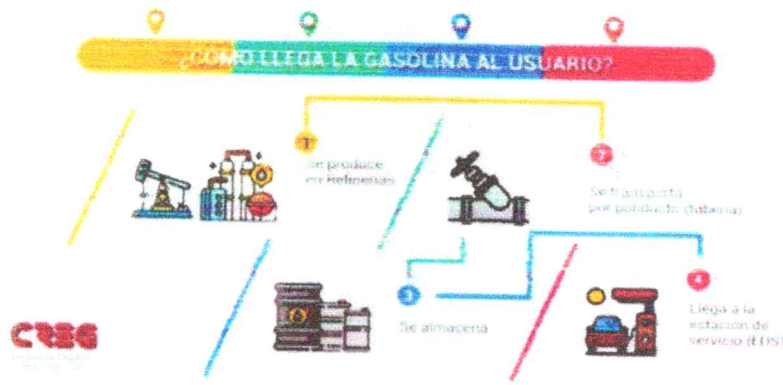 ¿CÓMO LLEGA LA GASOLINA AL USUARIO?
1
Se produce
en Refinerías
2
Se transporta
por poliducto (tubería)
3
Se almacena
4
Llega a la
estación de
servicio (EDS)
CREG